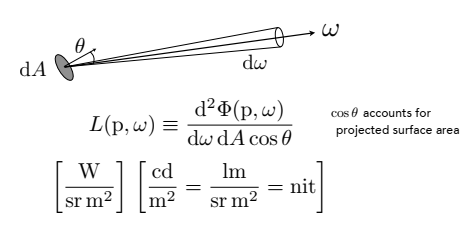 θ
ω
dA
dω
L(p, ω) ≡ d²Φ(p, ω) / dω dA cos θ
cos θ accounts for
projected surface area
[W / sr m²] [cd / m² = lm / sr m² = nit]